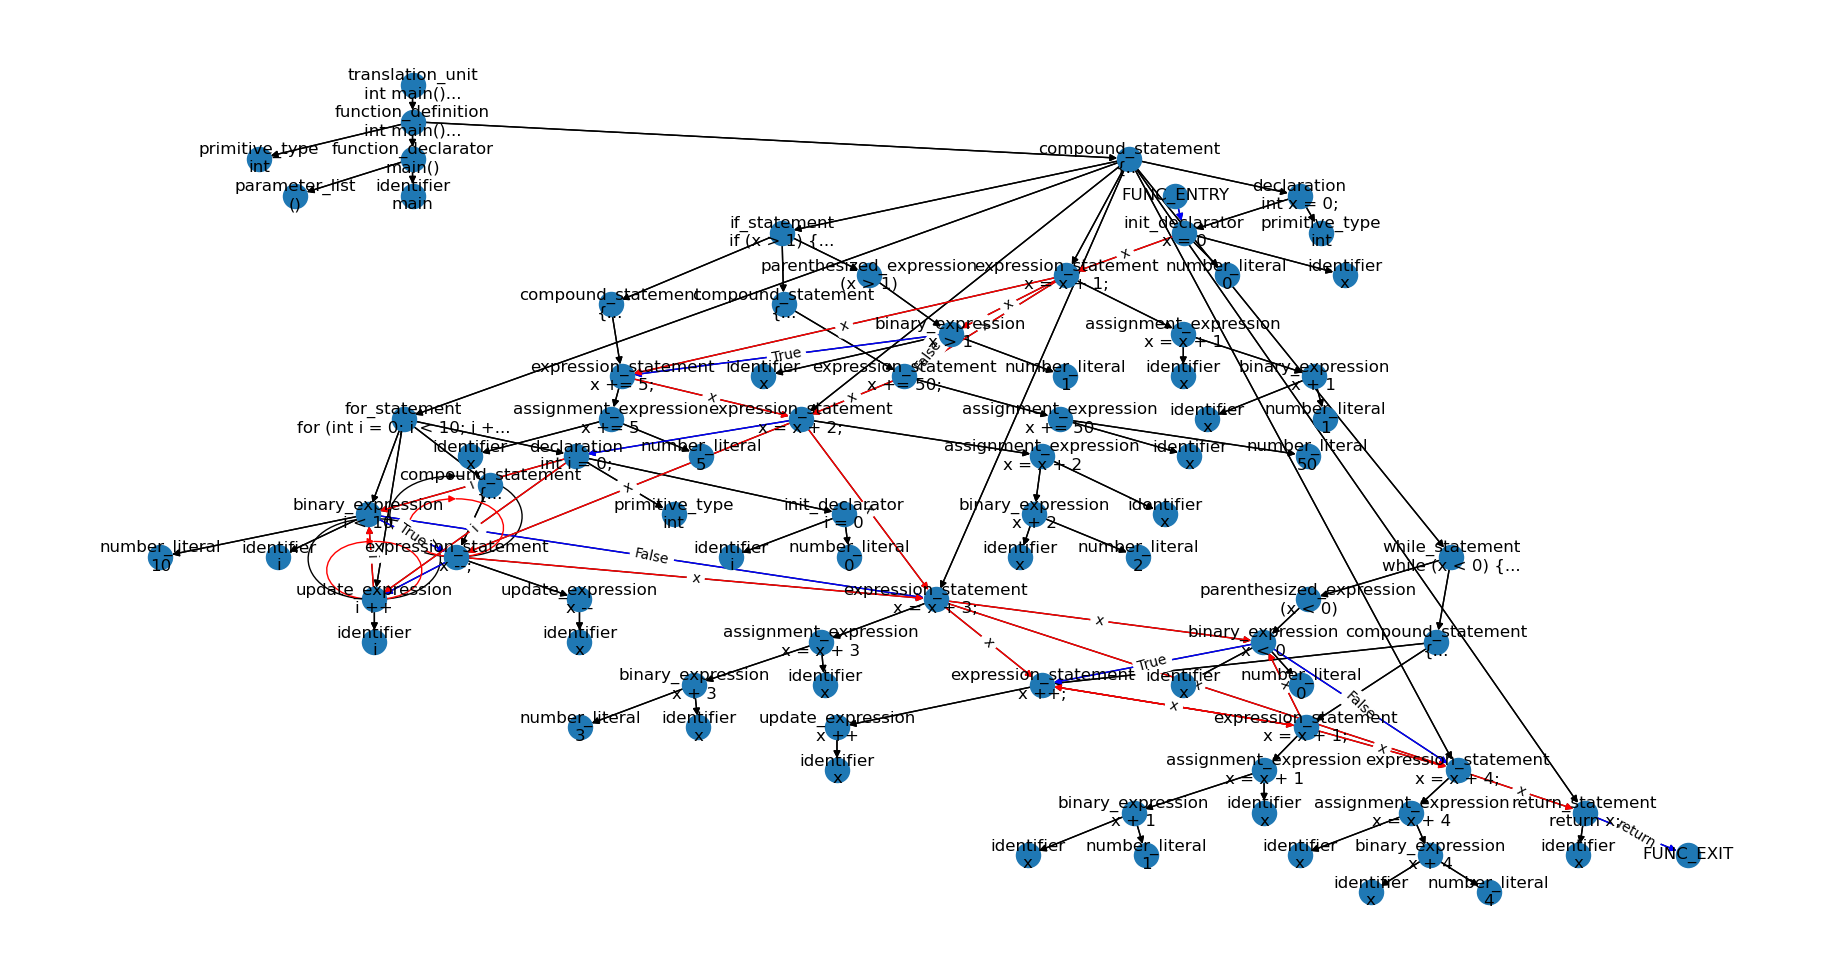 translation_unit
int main()...
function_definition
int main()...
primitive_type
int
function_declarator
main()
compound_statement
{...
parameter_list
()
identifier
main
FUNC_ENTRY
declaration
int x = 0;
if_statement
if (x > 1) {...
init_declarator
x = 0
primitive_type
int
x
parenthesized_expression
(x > 1)
expression_statement
x = x + 1;
number_literal
0
identifier
x
compound_statement
{...
compound_statement
{...
x
x
x
binary_expression
x > 1
assignment_expression
x = x + 1
True
False
expression_statement
x += 5;
identifier
x
expression_statement
x += 50;
number_literal
1
identifier
x
binary_expression
x + 1
x
x
for_statement
for (int i = 0; i < 10; i +...
assignment_expression
x += 5
expression_statement
x = x + 2;
assignment_expression
x += 50
identifier
x
number_literal
1
identifier
x
declaration
int i = 0;
number_literal
5
assignment_expression
x = x + 2
identifier
x
number_literal
50
compound_statement
{...
i
x
binary_expression
i < 10
primitive_type
int
init_declarator
i = 0
x
binary_expression
x + 2
identifier
x
True
i
number_literal
10
identifier
i
expression_statement
x --;
False
identifier
i
number_literal
0
identifier
x
number_literal
2
while_statement
while (x < 0) {...
i
x
update_expression
i ++
update_expression
x --
expression_statement
x = x + 3;
parenthesized_expression
(x < 0)
x
identifier
i
identifier
x
assignment_expression
x = x + 3
x
binary_expression
x < 0
compound_statement
{...
True
binary_expression
x + 3
identifier
x
expression_statement
x ++;
identifier
x
x
number_literal
0
x
False
x
number_literal
3
identifier
x
update_expression
x ++
expression_statement
x = x + 1;
x
identifier
x
assignment_expression
x = x + 1
expression_statement
x = x + 4;
x
binary_expression
x + 1
identifier
x
assignment_expression
x = x + 4
return_statement
return x;
return
identifier
x
number_literal
1
identifier
x
binary_expression
x + 4
identifier
x
FUNC_EXIT
identifier
x
number_literal
4